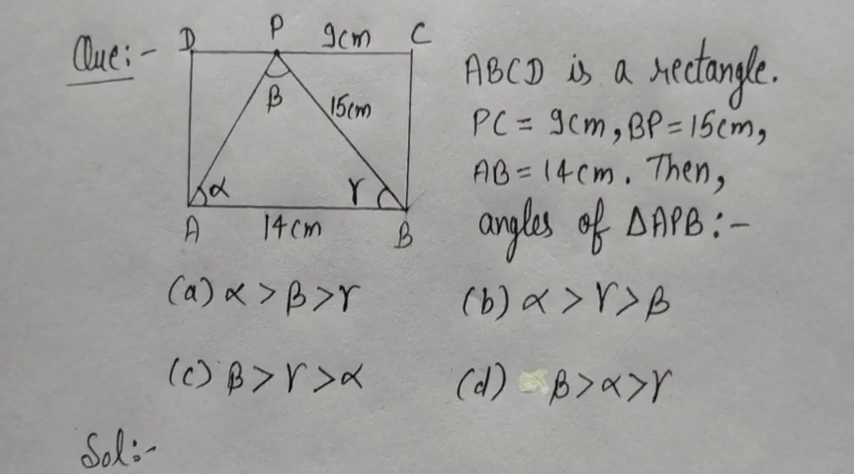 Que:- D P 9cm C
ABCD is a rectangle.
β 15cm
PC = 9cm, BP = 15cm,
α γ
AB = 14cm. Then,
A 14cm B
angles of ΔAPB:-
(a) α > β > γ (b) α > γ > β
(c) β > γ > α (d) β > α > γ
Sol:-